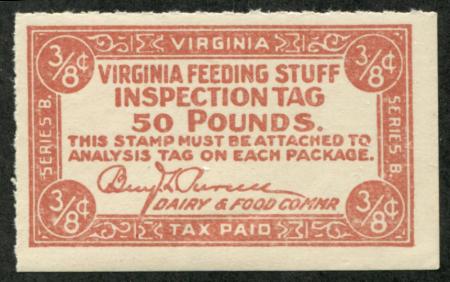 3/8¢ VIRGINIA 3/8¢
VIRGINIA FEEDING STUFF
INSPECTION TAG
50 POUNDS.
THIS STAMP MUST BE ATTACHED TO
ANALYSIS TAG ON EACH PACKAGE.
SERIES B.
SERIES B.
DAIRY & FOOD COMMR
3/8¢ TAX PAID 3/8¢